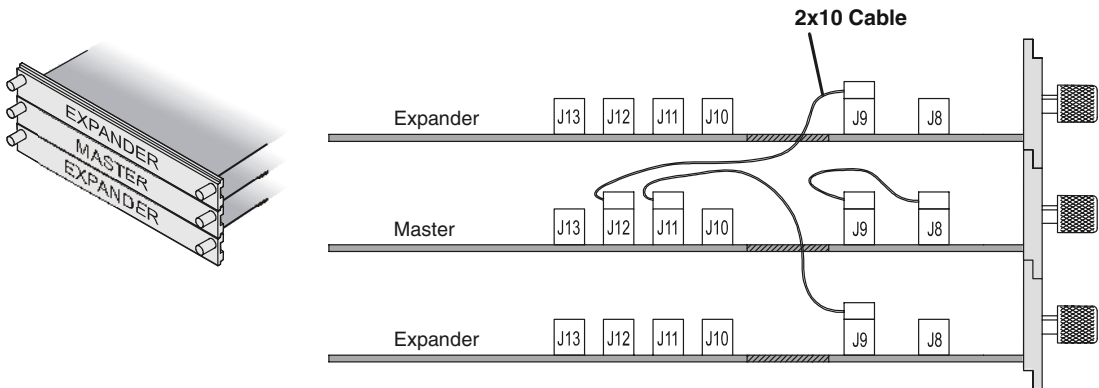 2x10 Cable
EXPANDER
MASTER
EXPANDER
Expander J13 J12 J11 J10 J9 J8
Master J13 J12 J11 J10 J9 J8
Expander J13 J12 J11 J10 J9 J8